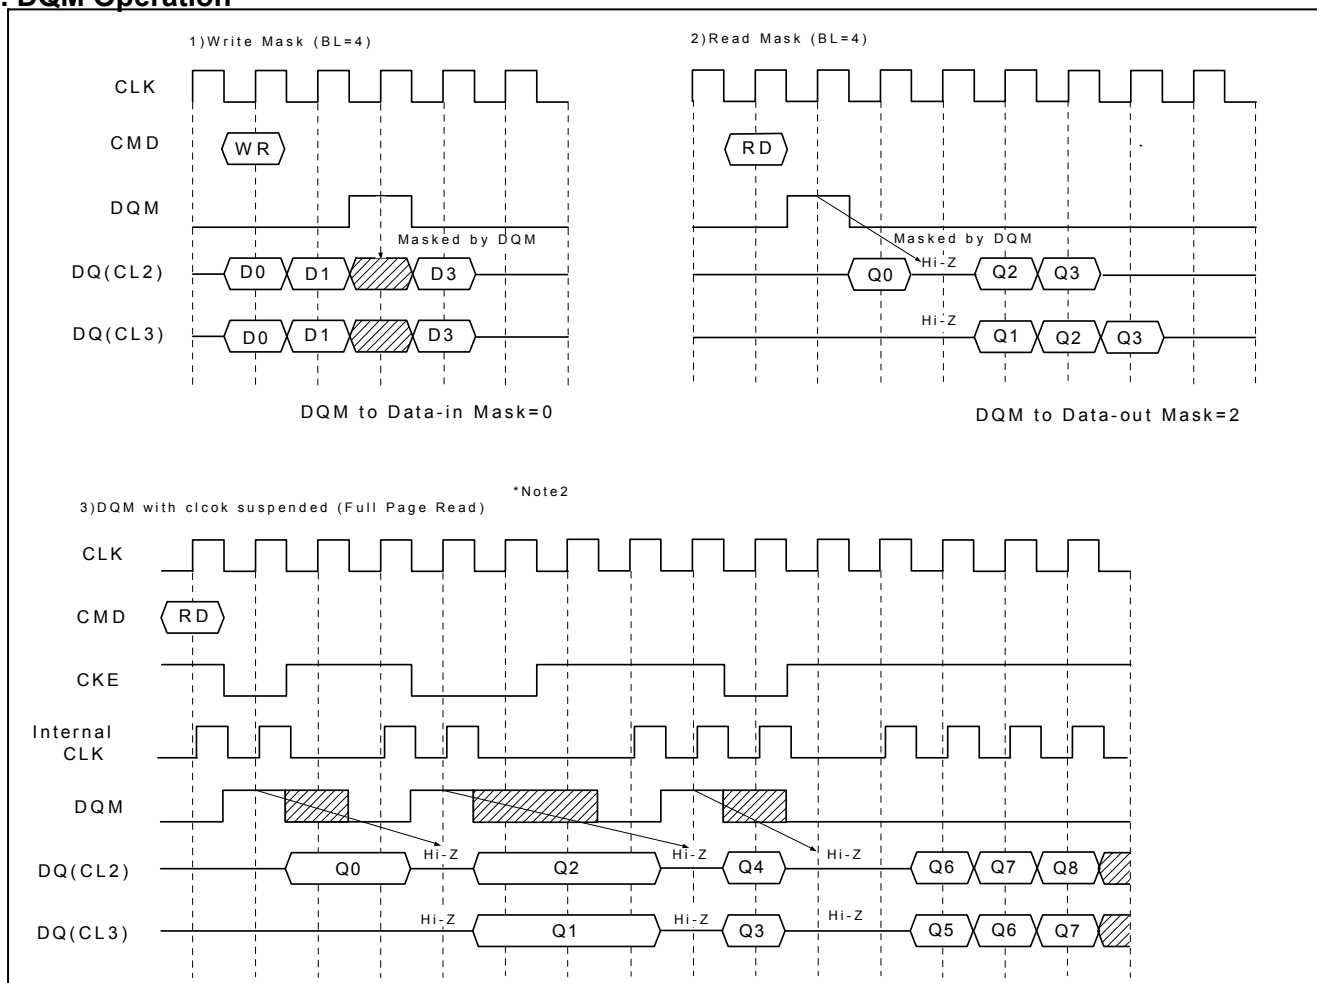 . DQM Operation
1)Write Mask (BL=4)
2)Read Mask (BL=4)
CLK
CMD
WR
RD
DQM
Masked by DQM
Masked by DQM
DQ(CL2)
D0
D1
D3
Q0
Hi-Z
Q2
Q3
DQ(CL3)
D0
D1
D3
Hi-Z
Q1
Q2
Q3
DQM to Data-in Mask=0
DQM to Data-out Mask=2
*Note2
3)DQM with clcok suspended (Full Page Read)
CLK
CMD
RD
CKE
Internal
CLK
DQM
DQ(CL2)
Q0
Hi-Z
Q2
Hi-Z
Q4
Hi-Z
Q6
Q7
Q8
DQ(CL3)
Hi-Z
Q1
Hi-Z
Q3
Hi-Z
Q5
Q6
Q7